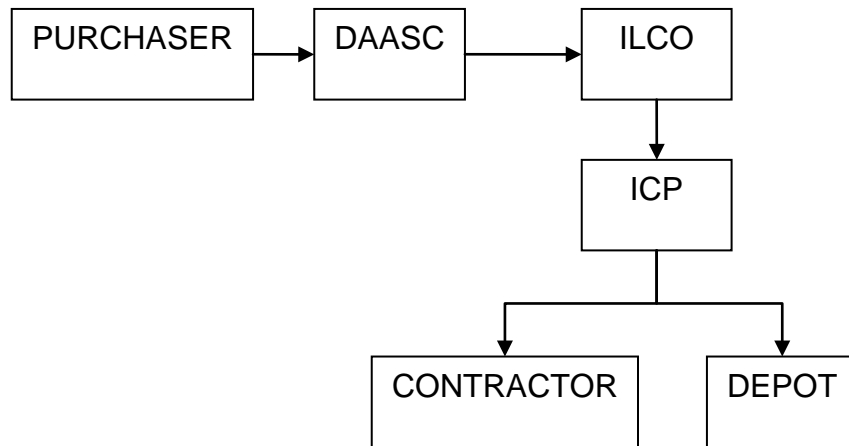 PURCHASER
DAASC
ILCO
ICP
CONTRACTOR
DEPOT